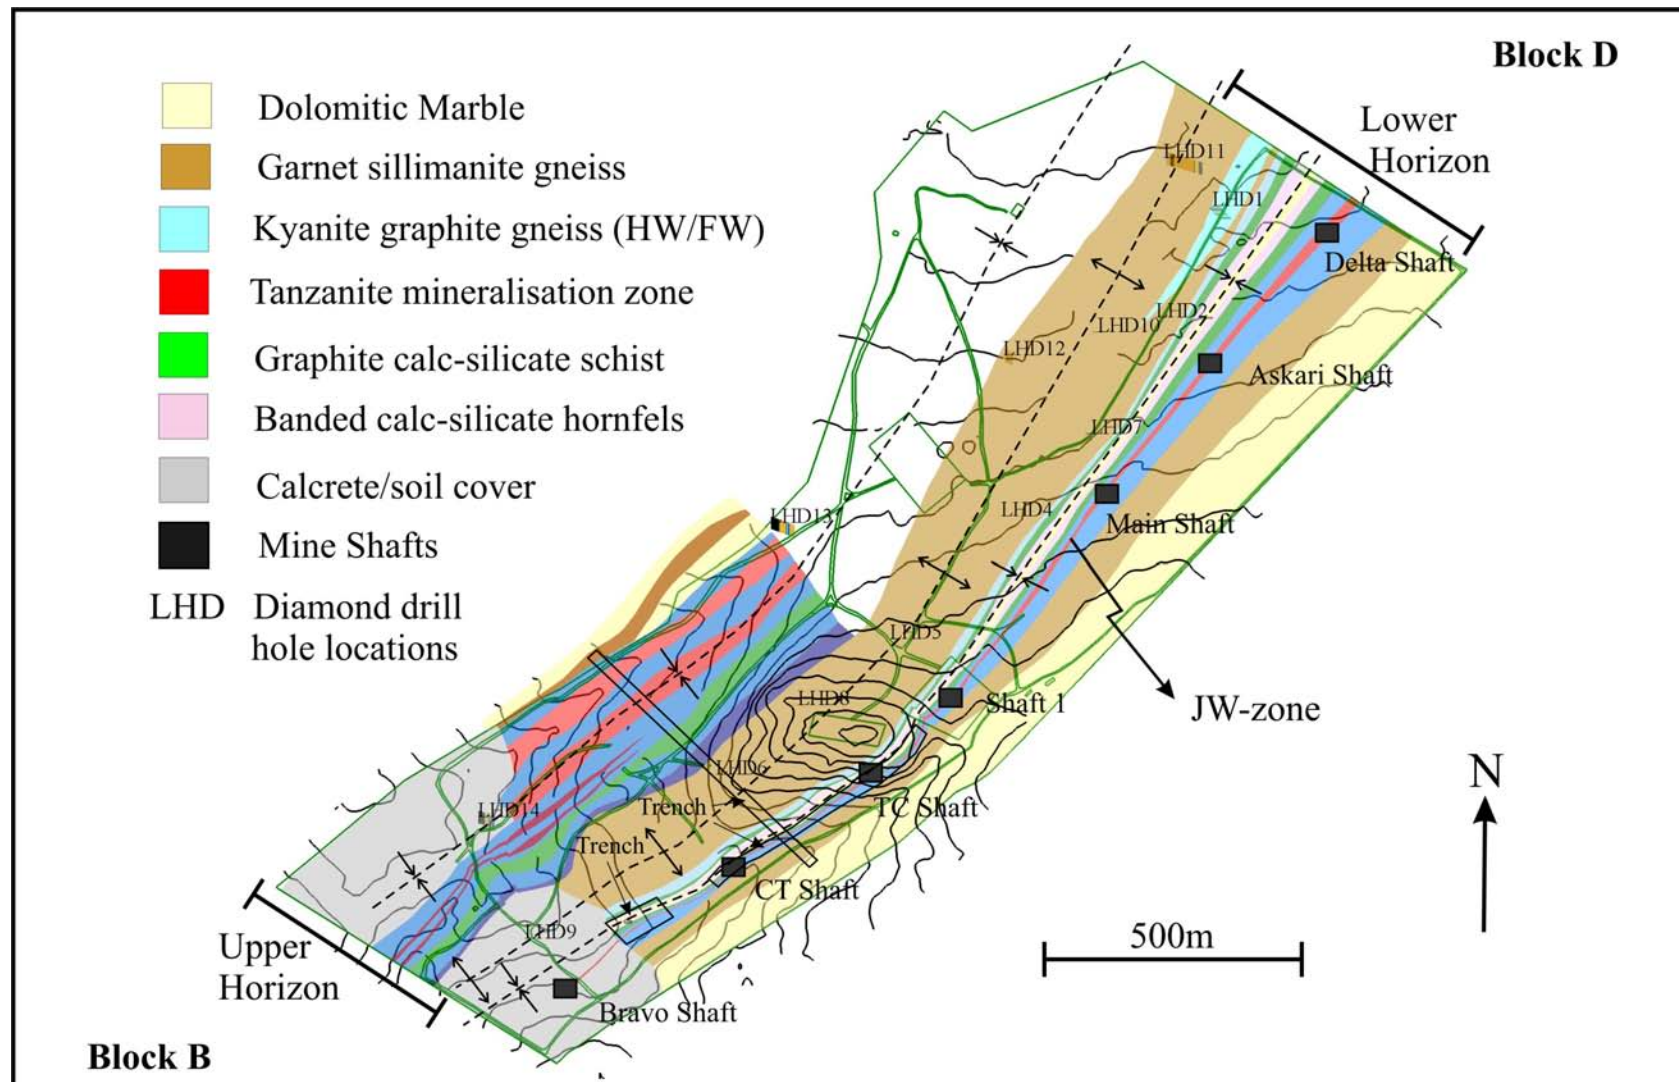 Block D
Dolomitic Marble
Garnet sillimanite gneiss
Kyanite graphite gneiss (HW/FW)
Tanzanite mineralisation zone
Graphite calc-silicate schist
Banded calc-silicate hornfels
Calcrete/soil cover
Mine Shafts
LHD Diamond drill
hole locations
Lower
Horizon
LHD11
LHD1
Delta Shaft
LHD2
LHD10
LHD12
Askari Shaft
LHD7
LHD4
Main Shaft
LHD13
LHD5
LHD8
Shaft 1
JW-zone
LHD6
Trench
TC Shaft
LHD14
Trench
CT Shaft
N
LHD9
500m
Upper
Horizon
Bravo Shaft
Block B